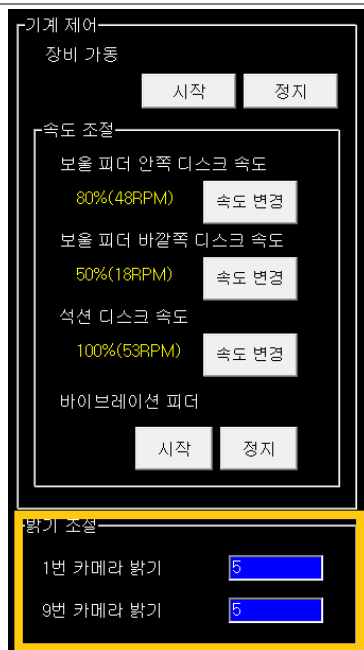 기계 제어
장비 가동
시작 정지
속도 조절
보울 피더 안쪽 디스크 속도
80%(48RPM) 속도 변경
보울 피더 바깥쪽 디스크 속도
50%(18RPM) 속도 변경
석션 디스크 속도
100%(53RPM) 속도 변경
바이브레이션 피더
시작 정지
밝기 조절
1번 카메라 밝기 5
9번 카메라 밝기 5